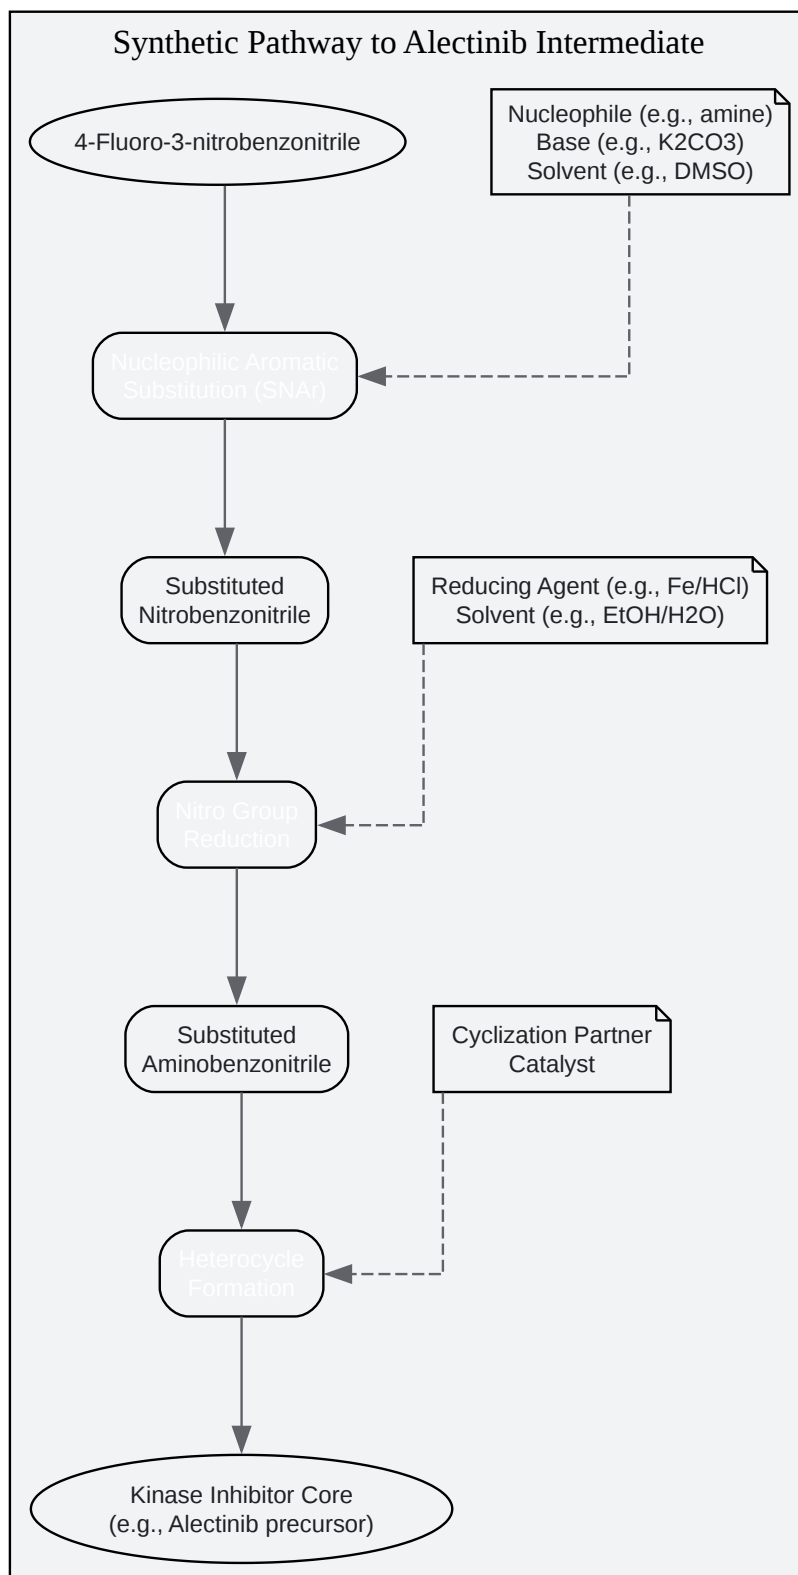 Synthetic Pathway to Alectinib Intermediate
4-Fluoro-3-nitrobenzonitrile
Nucleophile (e.g., amine)
Base (e.g., K2CO3)
Solvent (e.g., DMSO)
Nucleophilic Aromatic
Substitution (SNAr)
Substituted
Nitrobenzonitrile
Reducing Agent (e.g., Fe/HCl)
Solvent (e.g., EtOH/H2O)
Nitro Group
Reduction
Substituted
Aminobenzonitrile
Cyclization Partner
Catalyst
Heterocycle
Formation
Kinase Inhibitor Core
(e.g., Alectinib precursor)